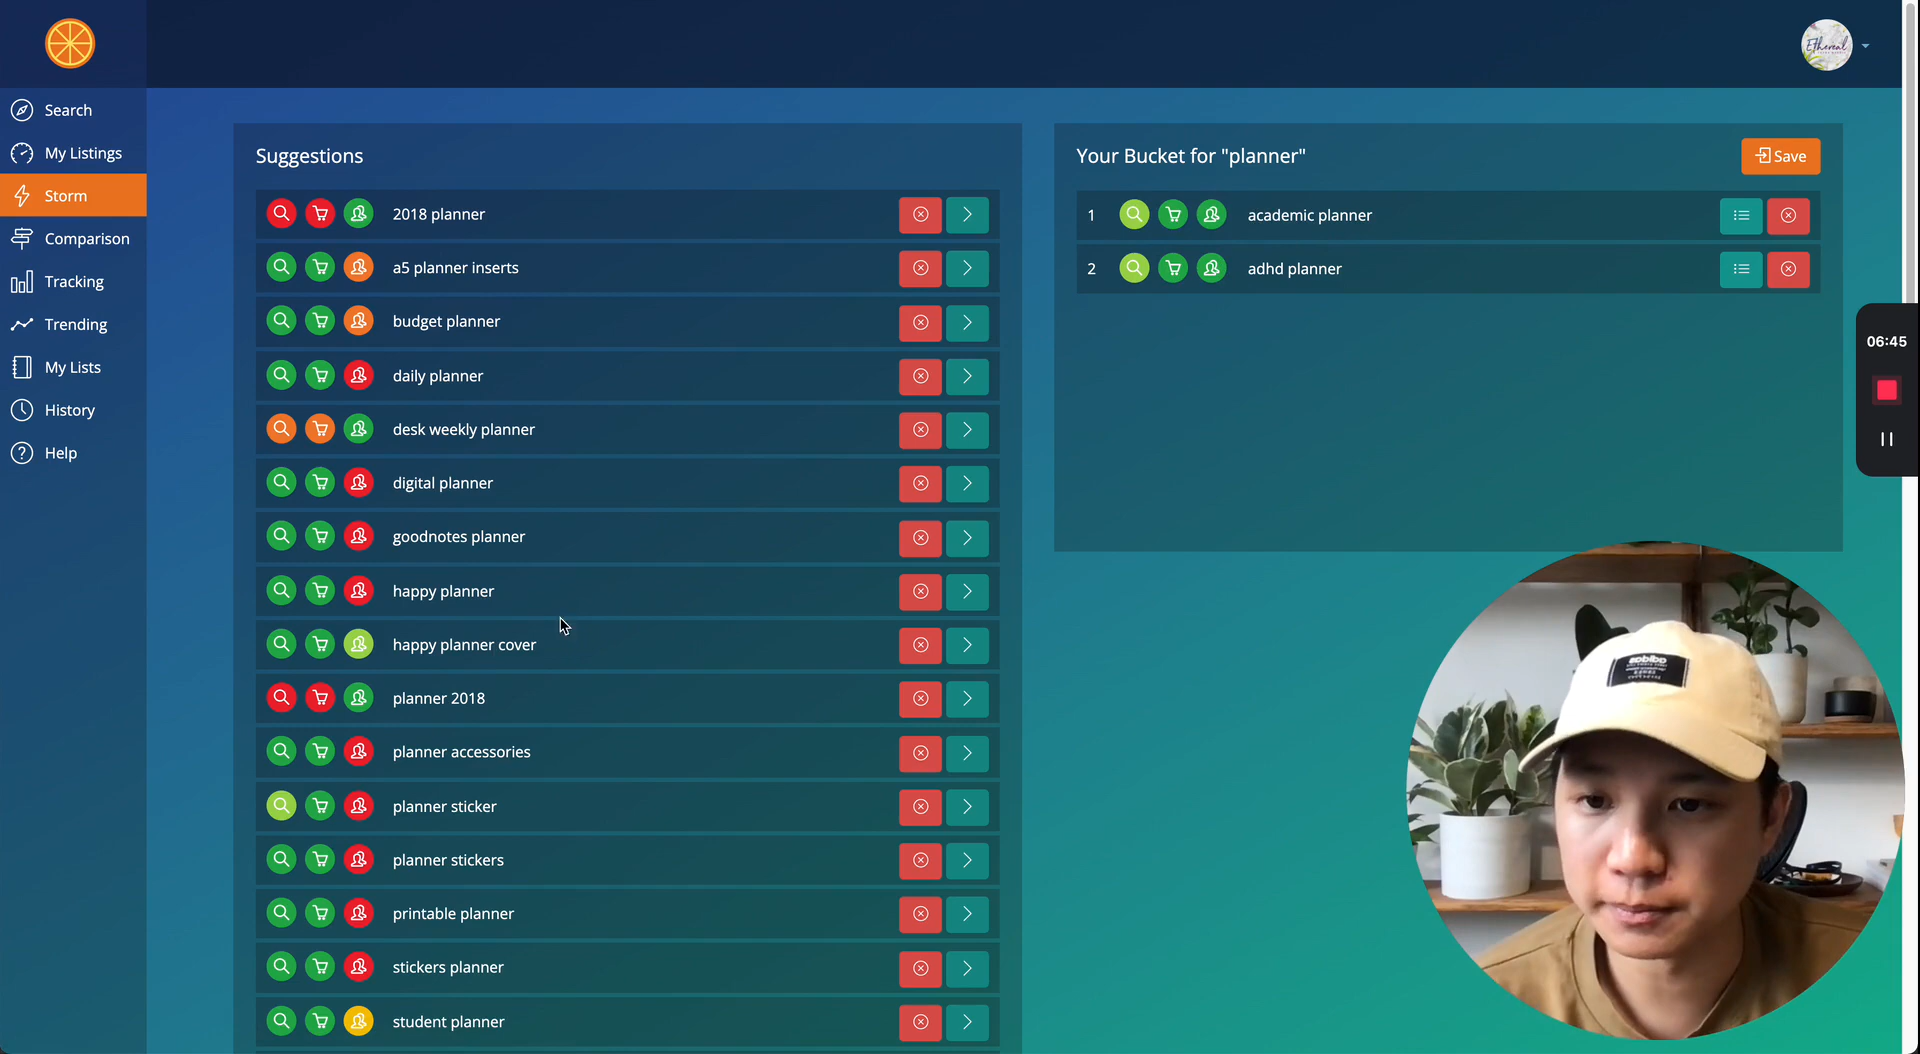 Ethereal
Search
My Listings
Storm
Comparison
Tracking
Trending
My Lists
History
Help
Suggestions
2018 planner
a5 planner inserts
budget planner
daily planner
desk weekly planner
digital planner
goodnotes planner
happy planner
happy planner cover
planner 2018
planner accessories
planner sticker
planner stickers
printable planner
stickers planner
student planner
Your Bucket for "planner"
Save
1 academic planner
2 adhd planner
06:45
adidas